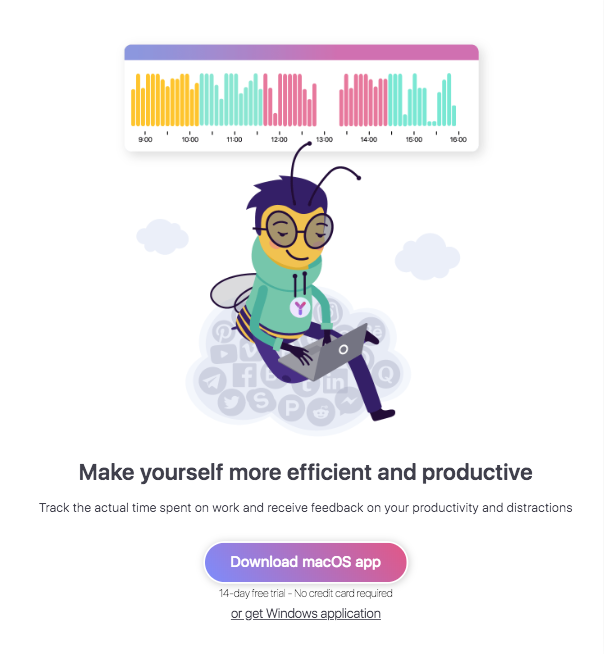 9:00 10:00 11:00 12:00 13:00 14:00 15:00 16:00
Y
Make yourself more efficient and productive
Track the actual time spent on work and receive feedback on your productivity and distractions
Download macOS app
14-day free trial - No credit card required
or get Windows application